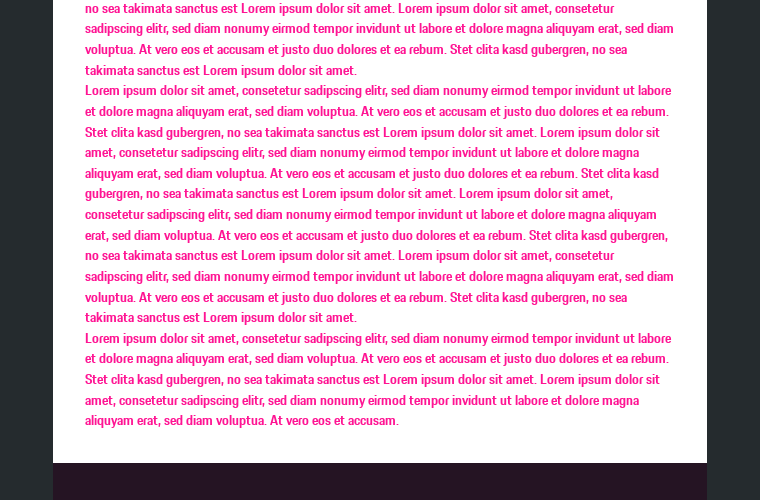 no sea takimata sanctus est Lorem ipsum dolor sit amet. Lorem ipsum dolor sit amet, consetetur
sadipscing elitr, sed diam nonumy eirmod tempor invidunt ut labore et dolore magna aliquyam erat, sed diam
voluptua. At vero eos et accusam et justo duo dolores et ea rebum. Stet clita kasd gubergren, no sea
takimata sanctus est Lorem ipsum dolor sit amet.
Lorem ipsum dolor sit amet, consetetur sadipscing elitr, sed diam nonumy eirmod tempor invidunt ut labore
et dolore magna aliquyam erat, sed diam voluptua. At vero eos et accusam et justo duo dolores et ea rebum.
Stet clita kasd gubergren, no sea takimata sanctus est Lorem ipsum dolor sit amet. Lorem ipsum dolor sit
amet, consetetur sadipscing elitr, sed diam nonumy eirmod tempor invidunt ut labore et dolore magna
aliquyam erat, sed diam voluptua. At vero eos et accusam et justo duo dolores et ea rebum. Stet clita kasd
gubergren, no sea takimata sanctus est Lorem ipsum dolor sit amet. Lorem ipsum dolor sit amet,
consetetur sadipscing elitr, sed diam nonumy eirmod tempor invidunt ut labore et dolore magna aliquyam
erat, sed diam voluptua. At vero eos et accusam et justo duo dolores et ea rebum. Stet clita kasd gubergren,
no sea takimata sanctus est Lorem ipsum dolor sit amet. Lorem ipsum dolor sit amet, consetetur
sadipscing elitr, sed diam nonumy eirmod tempor invidunt ut labore et dolore magna aliquyam erat, sed diam
voluptua. At vero eos et accusam et justo duo dolores et ea rebum. Stet clita kasd gubergren, no sea
takimata sanctus est Lorem ipsum dolor sit amet.
Lorem ipsum dolor sit amet, consetetur sadipscing elitr, sed diam nonumy eirmod tempor invidunt ut labore
et dolore magna aliquyam erat, sed diam voluptua. At vero eos et accusam et justo duo dolores et ea rebum.
Stet clita kasd gubergren, no sea takimata sanctus est Lorem ipsum dolor sit amet. Lorem ipsum dolor sit
amet, consetetur sadipscing elitr, sed diam nonumy eirmod tempor invidunt ut labore et dolore magna
aliquyam erat, sed diam voluptua. At vero eos et accusam.